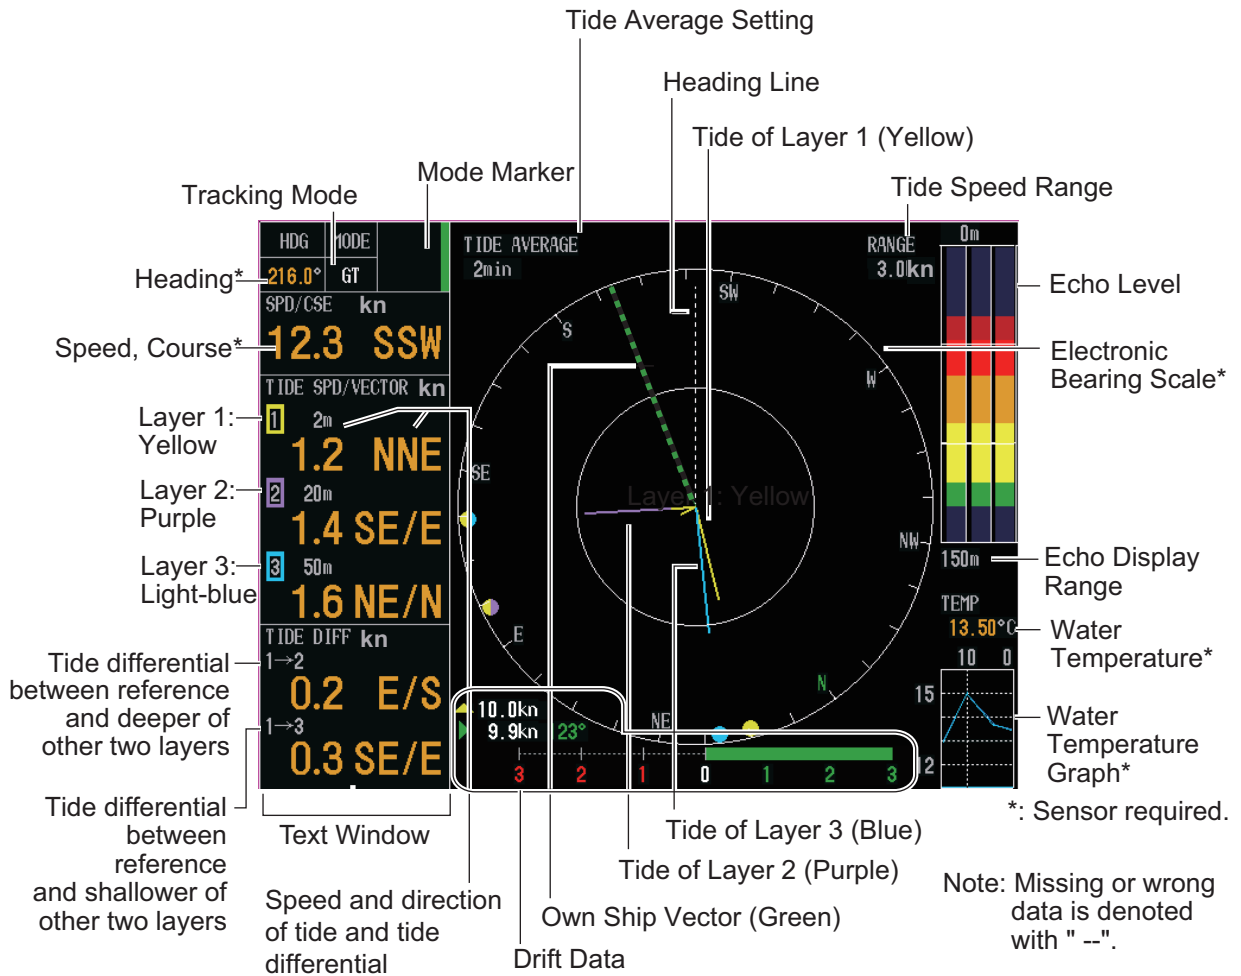 Tide Average Setting
Heading Line
Tide of Layer 1 (Yellow)
Mode Marker
Tracking Mode
Tide Speed Range
HDG MODE
216.0° GT
Heading*
SPD/CSE kn
12.3 SSW
Speed, Course*
TIDE SPD/VECTOR kn
1 2m
1.2 NNE
Layer 1:
Yellow
2 20m
1.4 SE/E
Layer 2:
Purple
3 50m
1.6 NE/N
Layer 3:
Light-blue
TIDE DIFF kn
1→2
0.2 E/S
1→3
0.3 SE/E
Tide differential
between reference
and deeper of
other two layers
Tide differential
between
reference
and shallower of
other two layers
Text Window
TIDE AVERAGE
2min
RANGE
3.0kn
S
SW
W
SE
NW
E
N
NE
Layer 1: Yellow
10.0kn
9.9kn 23°
3 2 1 0 1 2 3
0m
150m
TEMP
13.50°C
10 0
15
12
Echo Level
Electronic
Bearing Scale*
Echo Display
Range
Water
Temperature*
Water
Temperature
Graph*
*: Sensor required.
Tide of Layer 3 (Blue)
Tide of Layer 2 (Purple)
Own Ship Vector (Green)
Drift Data
Speed and direction
of tide and tide
differential
Note: Missing or wrong
data is denoted
with " --".